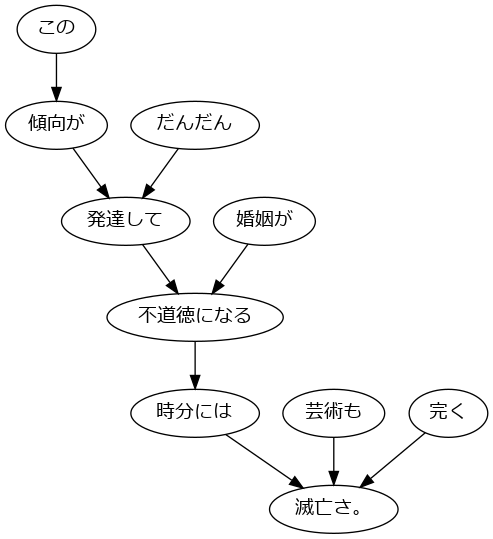 この
傾向が
だんだん
発達して
婚姻が
不道徳になる
時分には
芸術も
完く
滅亡さ。